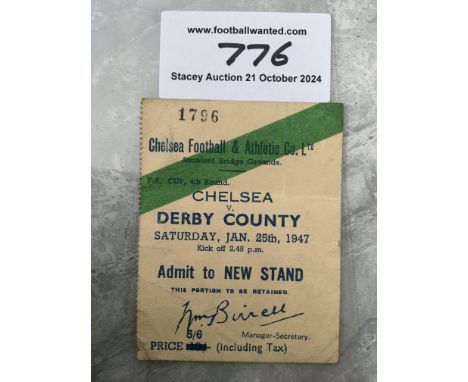 www.footballwanted.com
776
Stacey Auction 21 October 2024
1796
Chelsea Football & Athletic Co. Ltd
Stamford Bridge Grounds.
F.A. CUP, 4th Round.
CHELSEA
V.
DERBY COUNTY
SATURDAY, JAN. 25th, 1947
Kick off 2.45 p.m.
Admit to NEW STAND
THIS PORTION TO BE RETAINED.
Wm Birrell
Manager-Secretary.
5/6
PRICE (including Tax)